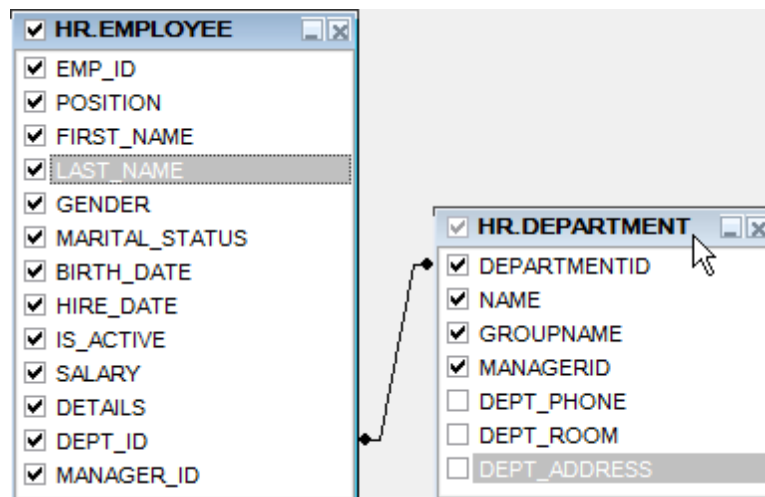 HR.EMPLOYEE
EMP_ID
POSITION
FIRST_NAME
LAST_NAME
GENDER
MARITAL_STATUS
BIRTH_DATE
HIRE_DATE
IS_ACTIVE
SALARY
DETAILS
DEPT_ID
MANAGER_ID
HR.DEPARTMENT
DEPARTMENTID
NAME
GROUPNAME
MANAGERID
DEPT_PHONE
DEPT_ROOM
DEPT_ADDRESS